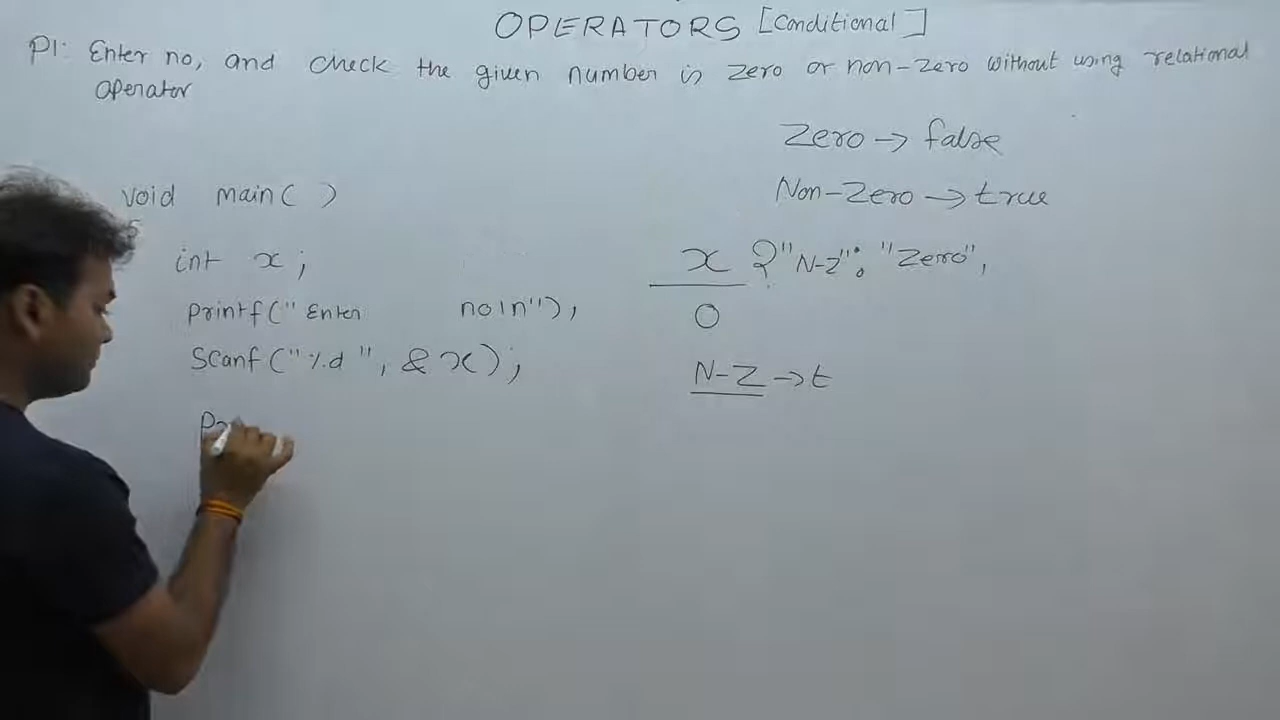 OPERATORS [Conditional]
P1: Enter no, and check the given number is zero or non-zero without using relational
operator
Zero → false
Non-Zero → true
void main( )
int x;
x ? "N-Z" : "Zero",
printf(" Enter no\n"),
0
scanf("%d ", & x);
N-Z → t